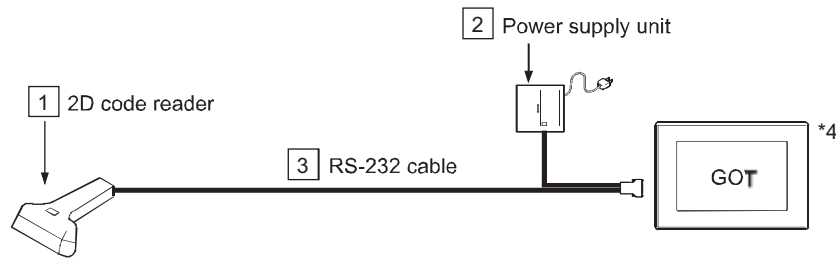 2 Power supply unit
1 2D code reader
*4
3 RS-232 cable
GOT